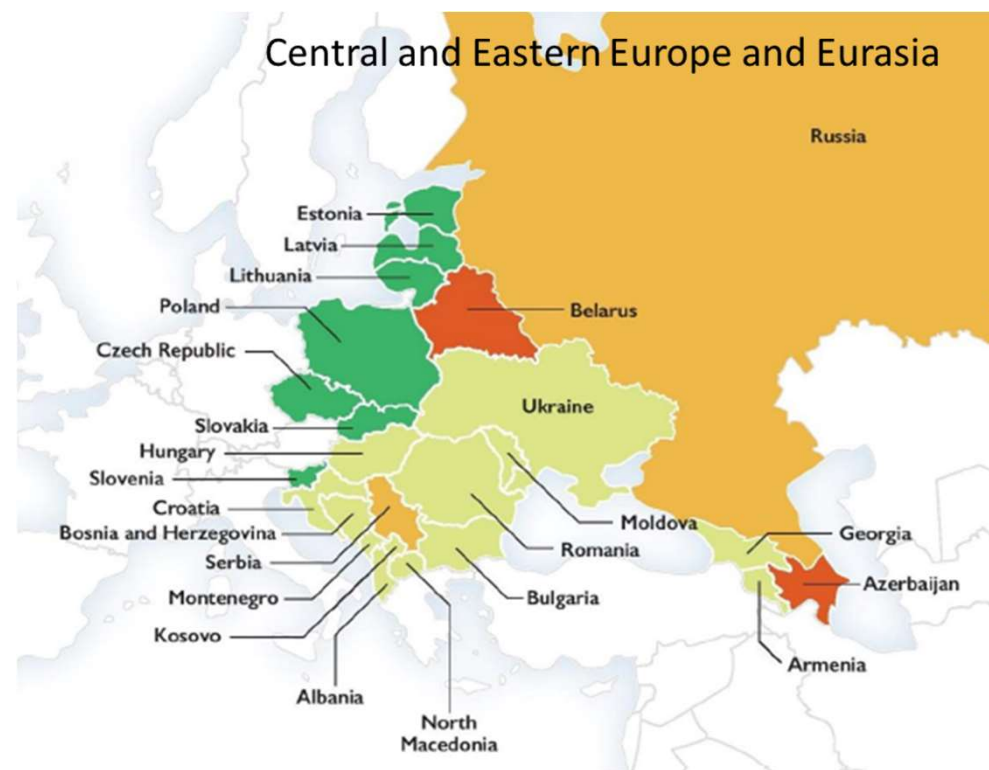 Central and Eastern Europe and Eurasia
Russia
Estonia
Latvia
Lithuania
Poland
Belarus
Czech Republic
Ukraine
Slovakia
Hungary
Slovenia
Croatia
Moldova
Bosnia and Herzegovina
Georgia
Romania
Serbia
Azerbaijan
Montenegro
Bulgaria
Kosovo
Armenia
Albania
North
Macedonia